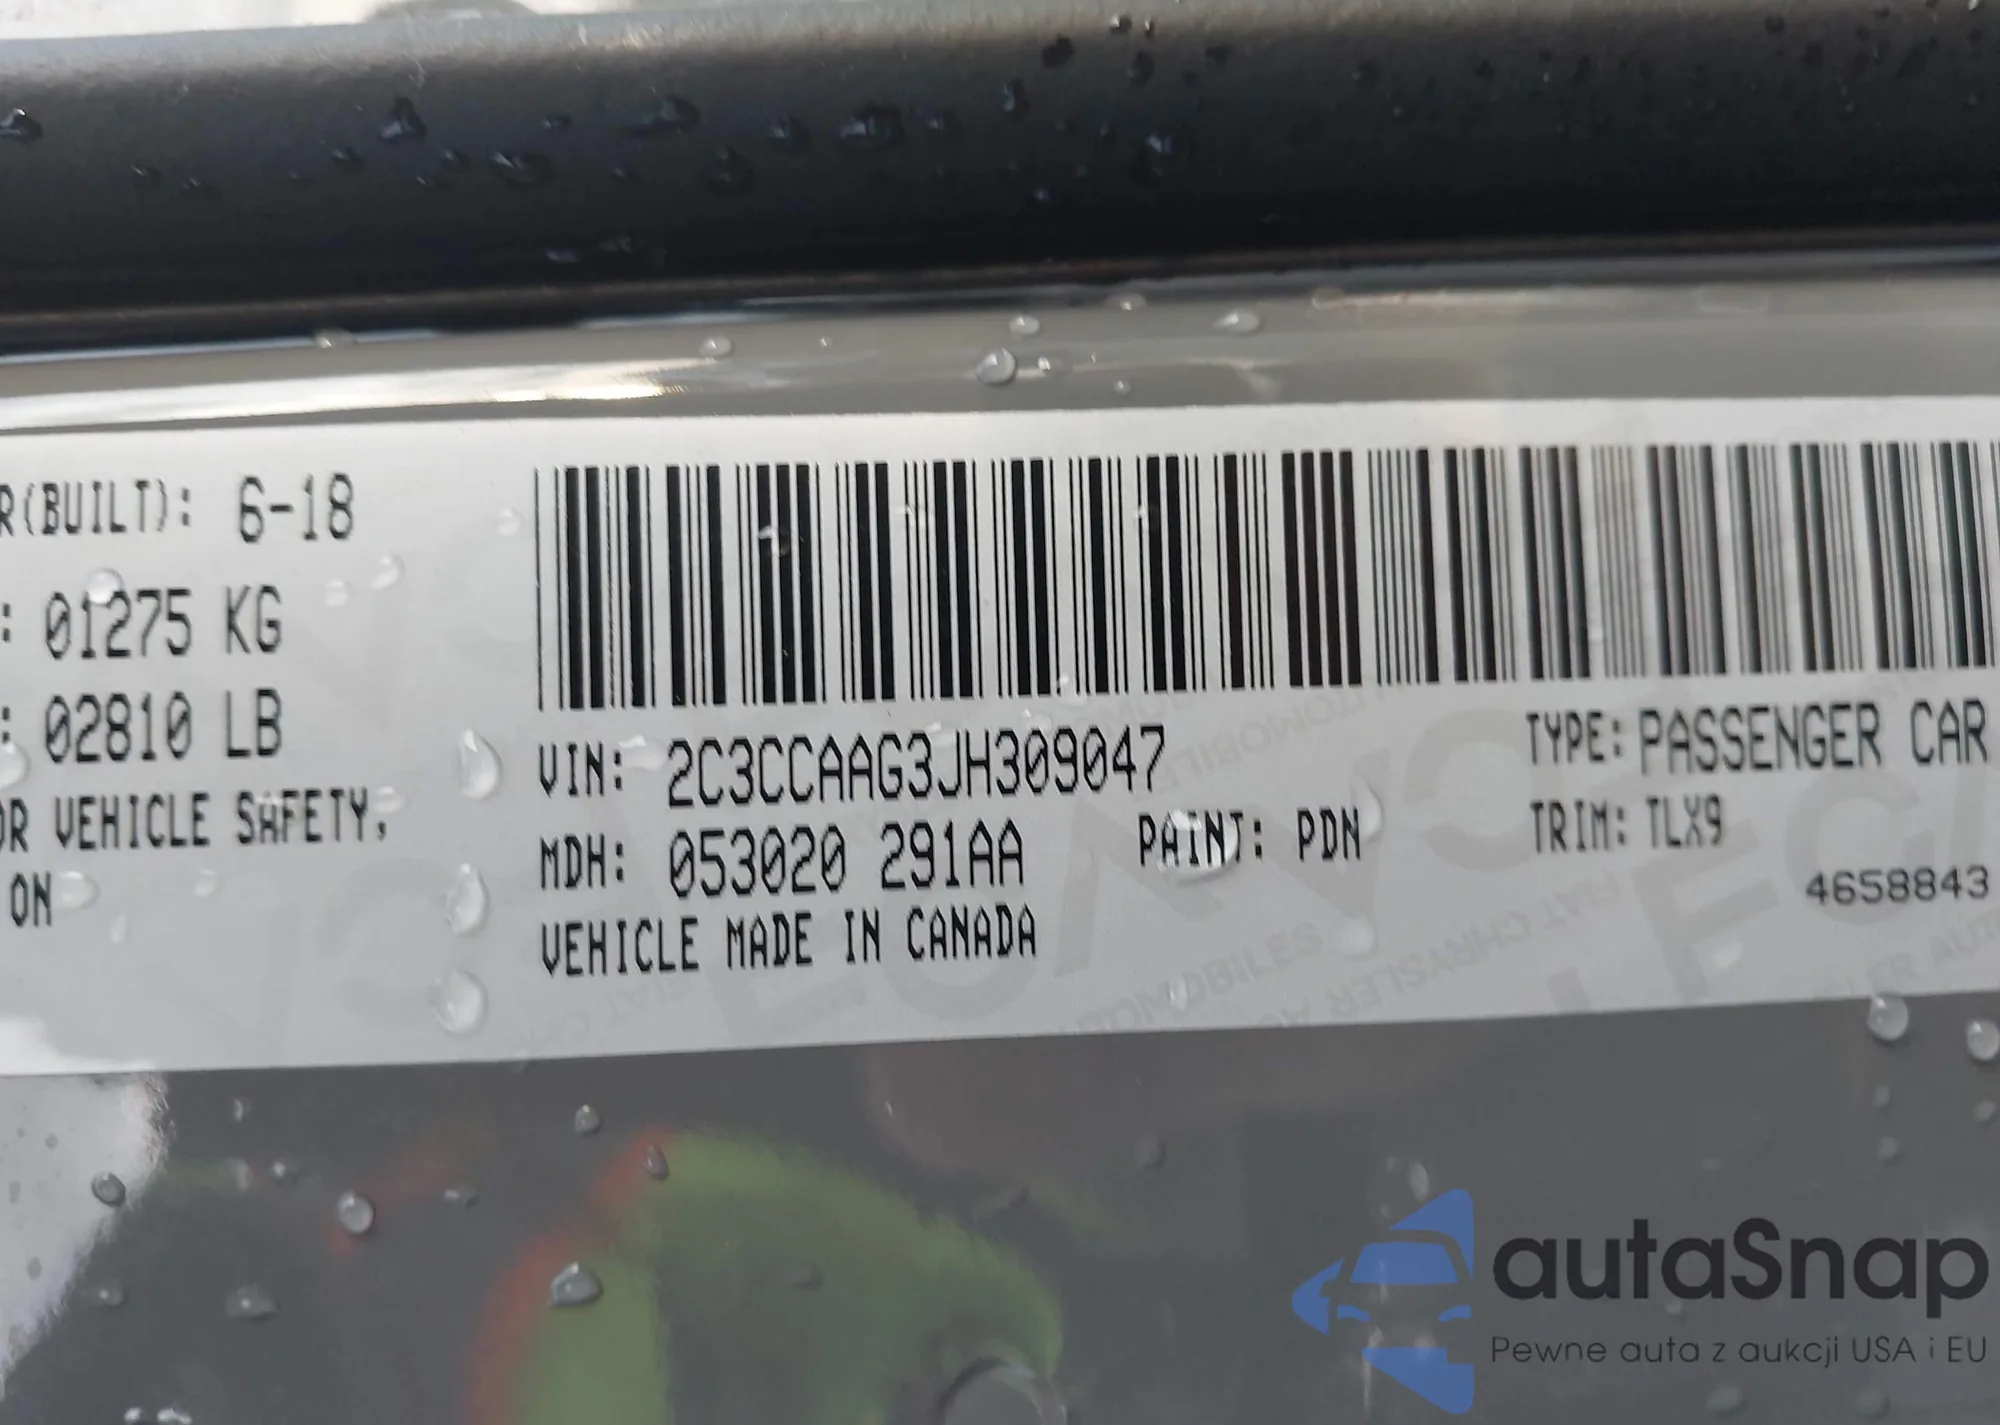 R(BUILT): 6-18
: 01275 KG
: 02810 LB
OR VEHICLE SAFETY,
ON
VIN: 2C3CCAAG3JH309047
TYPE: PASSENGER CAR
MDH: 053020 291AA
PAINT: PDN
TRIM: TLX9
VEHICLE MADE IN CANADA
4658843
autaSnap
Pewne auta z aukcji USA i EU